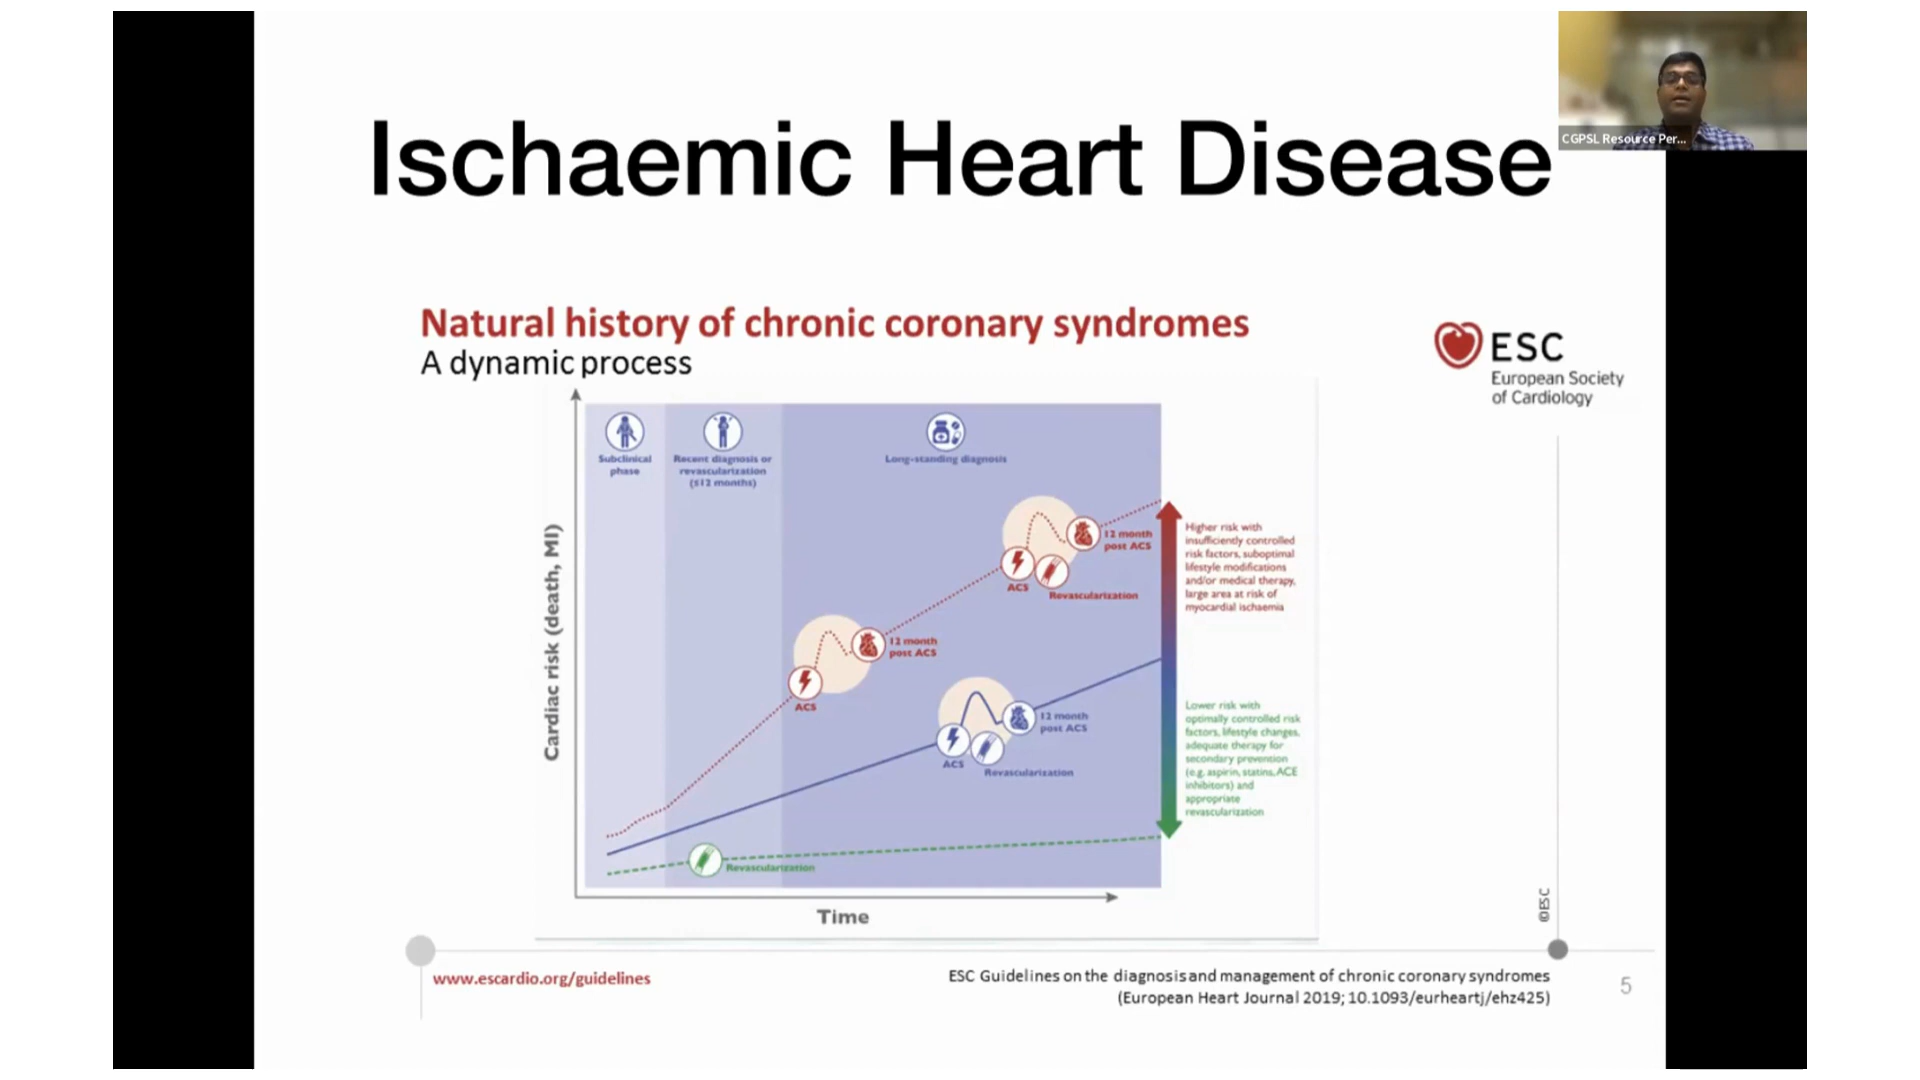 Ischaemic Heart Disease
CGPSL Resource Per...
Natural history of chronic coronary syndromes
A dynamic process
ESC
European Society
of Cardiology
Cardiac risk (death, MI)
Subclinical
phase
Recent diagnosis or
revascularization
(≤12 months)
Long-standing diagnosis
12 month
post ACS
ACS
Revascularization
12 month
post ACS
ACS
12 month
post ACS
ACS
Revascularization
Revascularization
Higher risk with
insufficiently controlled
risk factors, suboptimal
lifestyle modifications
and/or medical therapy,
large area at risk of
myocardial ischaemia
Lower risk with
optimally controlled risk
factors, lifestyle changes,
adequate therapy for
secondary prevention
(e.g. aspirin, statins, ACE
inhibitors) and
appropriate
revascularization
Time
©ESC
www.escardio.org/guidelines
ESC Guidelines on the diagnosis and management of chronic coronary syndromes
(European Heart Journal 2019; 10.1093/eurheartj/ehz425)
5